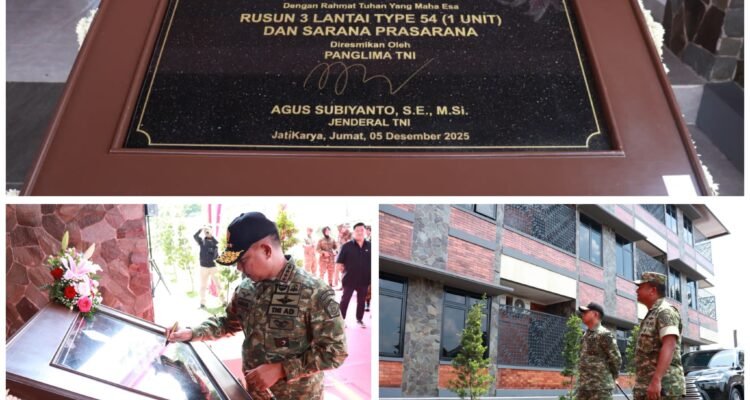 Dengan Rahmat Tuhan Yang Maha Esa
RUSUN 3 LANTAI TYPE 54 (1 UNIT)
DAN SARANA PRASARANA
Diresmikan Oleh
PANGLIMA TNI
AGUS SUBIYANTO, S.E., M.Si.
JENDERAL TNI
JatiKarya, Jumat, 05 Desember 2025
TNI AD